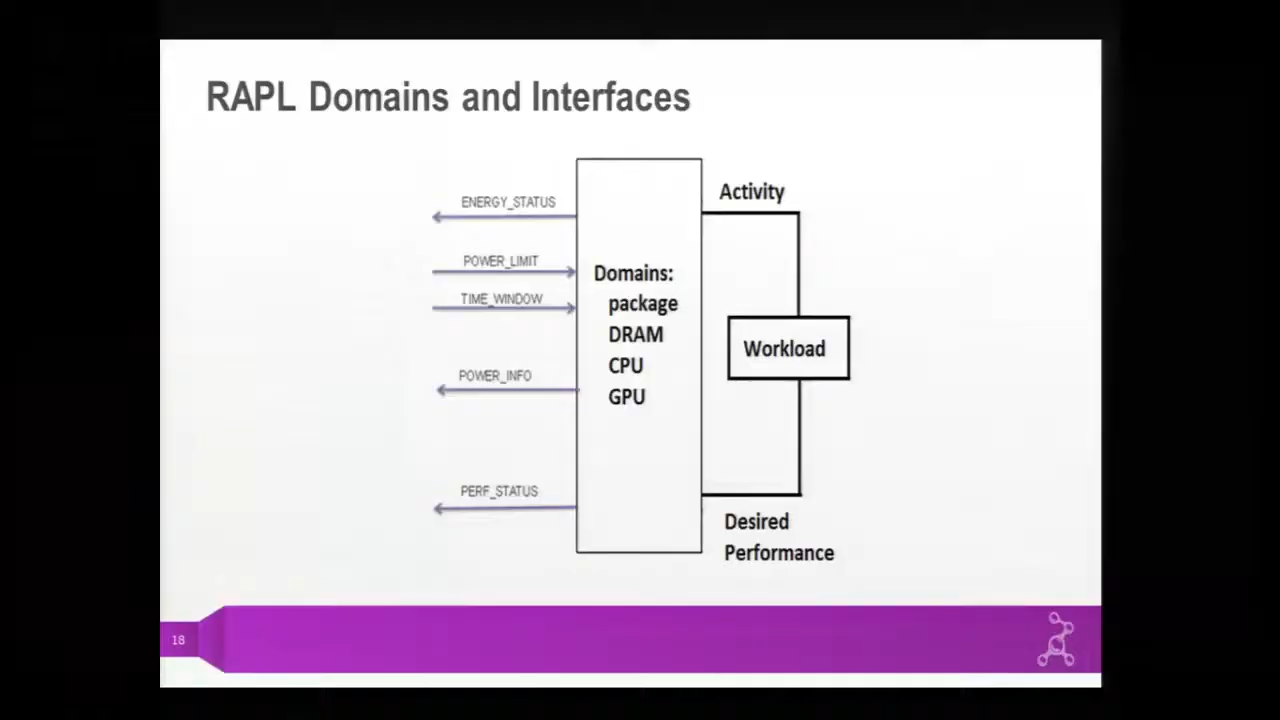 RAPL Domains and Interfaces
ENERGY_STATUS
POWER_LIMIT
TIME_WINDOW
POWER_INFO
PERF_STATUS
Domains:
package
DRAM
CPU
GPU
Activity
Workload
Desired
Performance
18